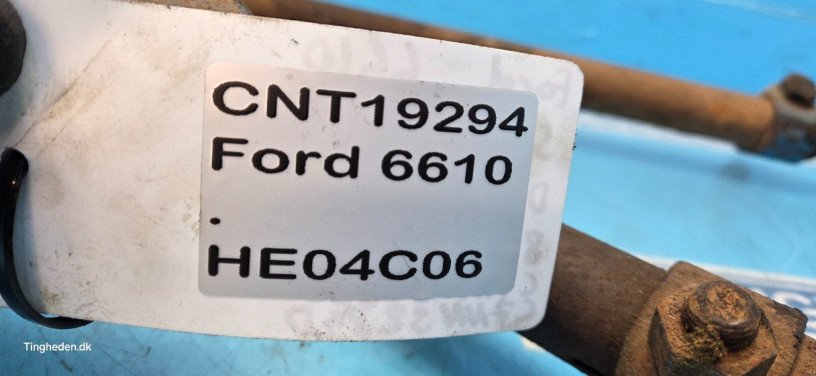 CNT19294
Ford 6610
.
HE04C06
Tingheden.dk